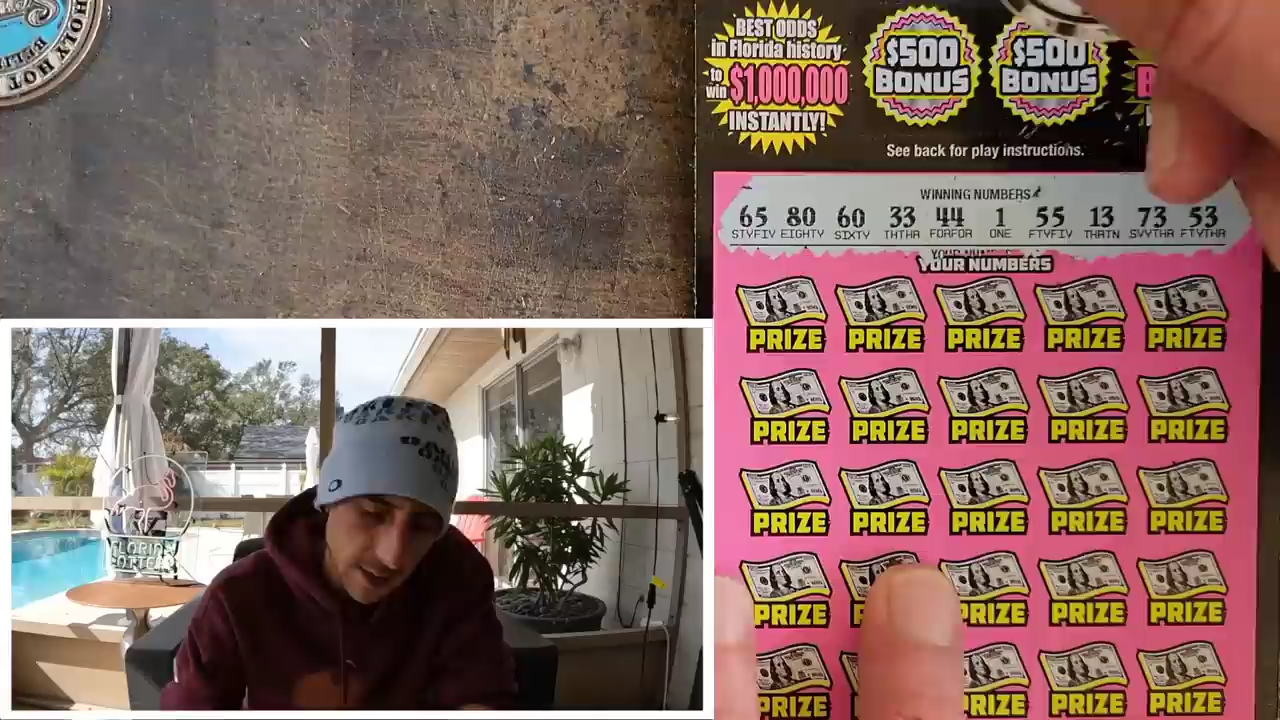 HOLY HOT
BEST ODDS
in Florida history
to win $1,000,000
INSTANTLY!
$500
BONUS
$500
BONUS
B
See back for play instructions.
WINNING NUMBERS
65 80 60 33 44 1 55 13 73 53
STYFIV EIGHTY SIXTY THTHR FORFOR ONE FTYFIV THRTN SVYTHR FTYTHR
YOUR NUMBERS
PRIZE PRIZE PRIZE PRIZE PRIZE
PRIZE PRIZE PRIZE PRIZE PRIZE
PRIZE PRIZE PRIZE PRIZE PRIZE
PRIZE PRIZE PRIZE PRIZE
PRIZE PRIZE PRIZE PRIZE
FLORIDA